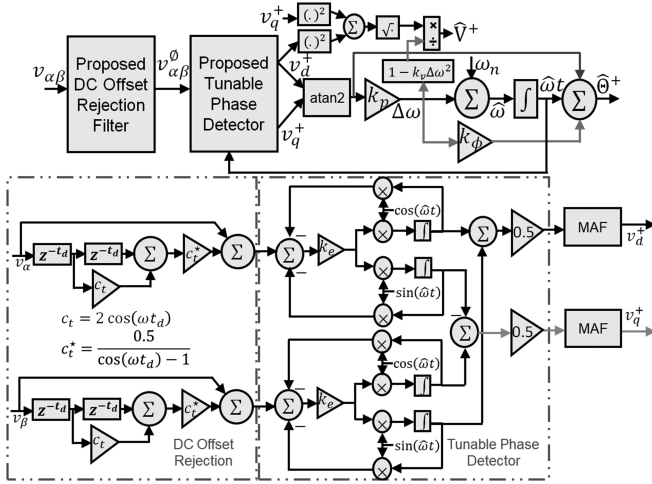 v_q^+
(.)²
Σ
√.
×
÷
V̂^+
v_αβ
Proposed
DC Offset
Rejection
Filter
v_αβ^∅
Proposed
Tunable
Phase
Detector
v_d^+
(.)²
v_q^+
atan2
k_p
Δω
1 − k_vΔω²
ω_n
Σ
ω̂
∫
ω̂t
Σ
Θ̂^+
k_ϕ
v_α
z^{-t_d}
z^{-t_d}
Σ
c_t^⋆
Σ
c_t
c_t = 2 cos(ωt_d)
c_t^⋆ = 0.5 / cos(ωt_d) − 1
v_β
z^{-t_d}
z^{-t_d}
Σ
c_t^⋆
Σ
c_t
DC Offset
Rejection
−
Σ
−
k_e
×
cos(ω̂t)
×
∫
×
∫
sin(ω̂t)
×
−
Σ
−
k_e
×
cos(ω̂t)
×
∫
×
∫
sin(ω̂t)
×
Σ
0.5
MAF
v_d^+
−
Σ
0.5
MAF
v_q^+
Tunable Phase
Detector